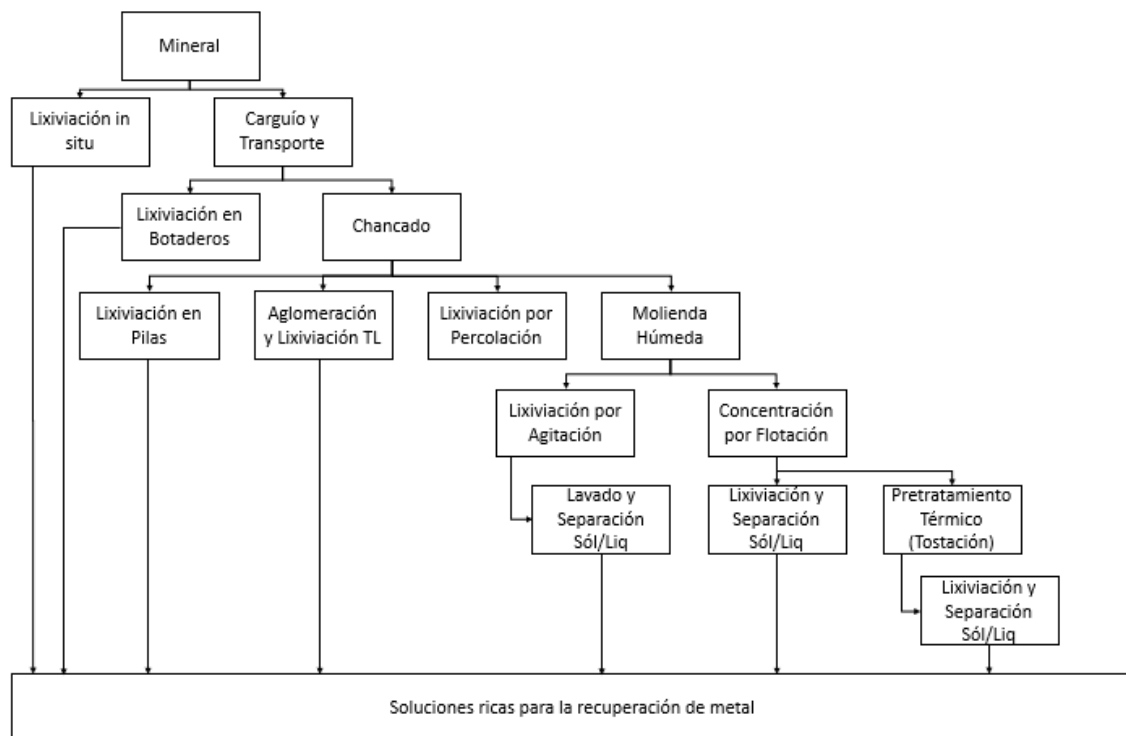 Mineral
Lixiviación in
situ
Carguío y
Transporte
Lixiviación en
Botaderos
Chancado
Lixiviación en
Pilas
Aglomeración
y Lixiviación TL
Lixiviación por
Percolación
Molienda
Húmeda
Lixiviación por
Agitación
Concentración
por Flotación
Lavado y
Separación
Sól/Liq
Lixiviación y
Separación
Sól/Liq
Pretratamiento
Térmico
(Tostación)
Lixiviación y
Separación
Sól/Liq
Soluciones ricas para la recuperación de metal